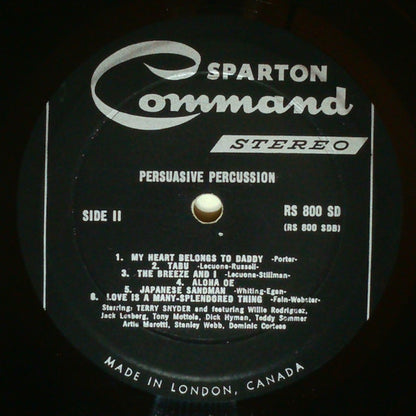 SPARTON
Command
STEREO
PERSUASIVE PERCUSSION
SIDE II
RS 800 SD
(RS 800 SDB)
1. MY HEART BELONGS TO DADDY -Porter-
2. TABU -Lecuona-Russell-
3. THE BREEZE AND I -Lecuona-Stillman-
4. ALOHA OE
5. JAPANESE SANDMAN -Whiting-Egan-
6. LOVE IS A MANY-SPLENDORED THING -Fain-Webster-
Starring: TERRY SNYDER and featuring Willie Rodriguez,
Jack Lesberg, Tony Mottola, Dick Hyman, Teddy Sommer
Artie Marotti, Stanley Webb, Dominic Cortese
MADE IN LONDON, CANADA